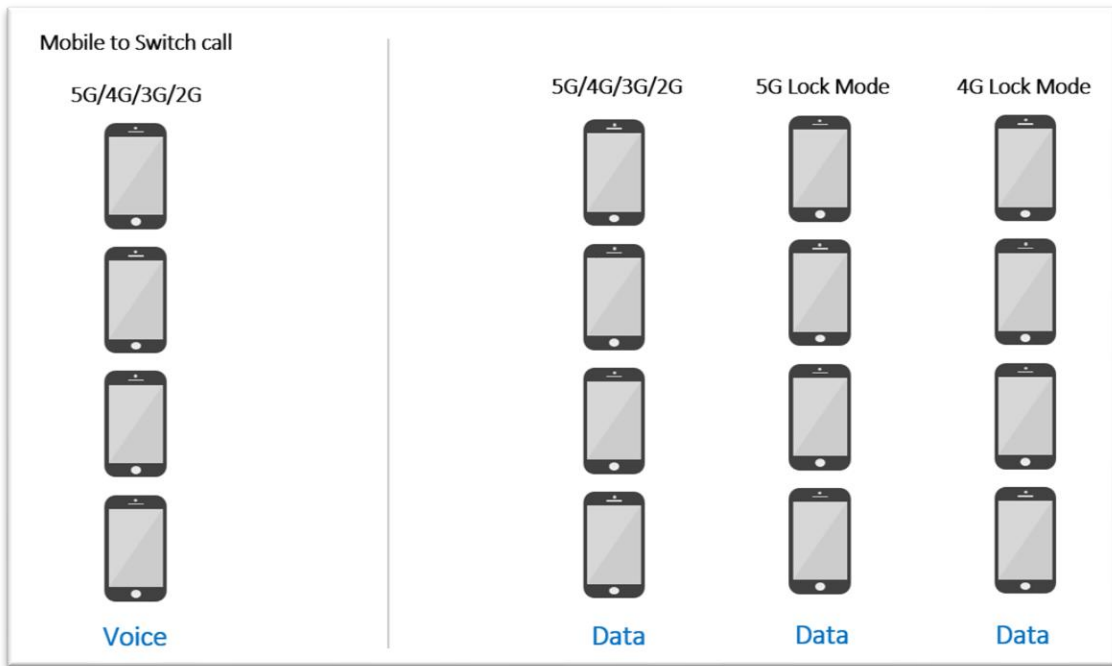 Mobile to Switch call
5G/4G/3G/2G
5G/4G/3G/2G
5G Lock Mode
4G Lock Mode
Voice
Data
Data
Data